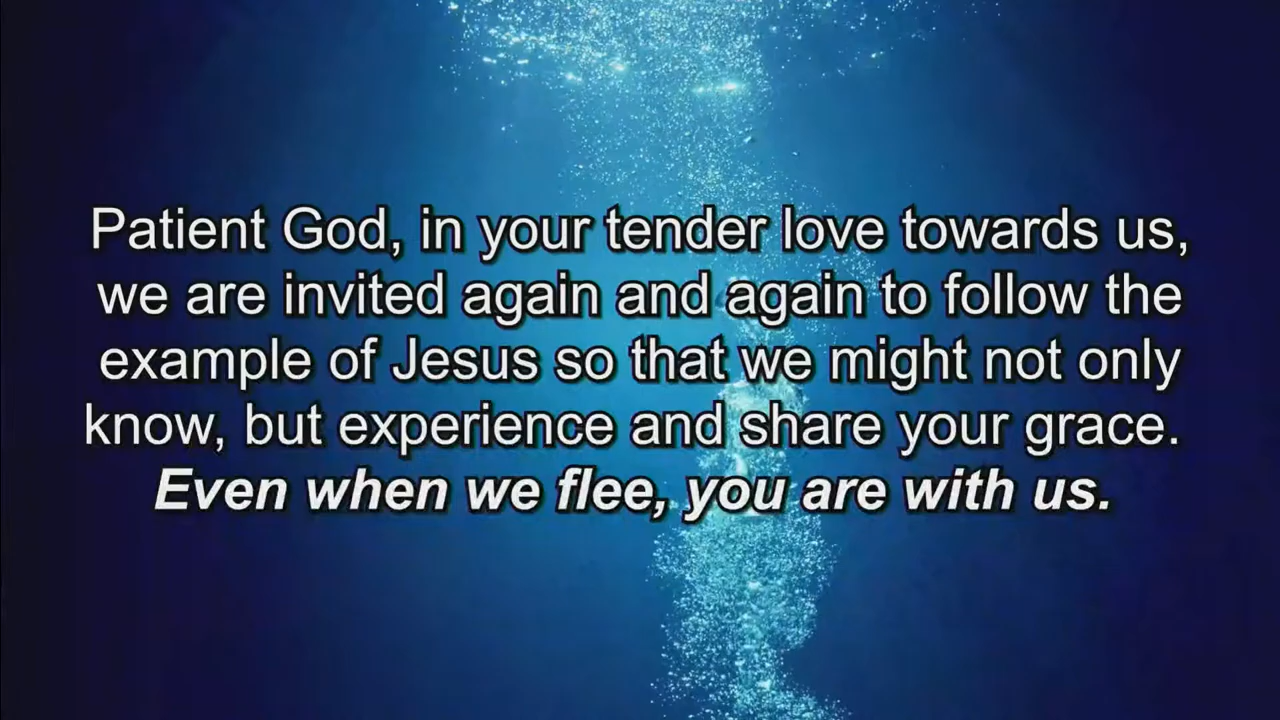 Patient God, in your tender love towards us,
we are invited again and again to follow the
example of Jesus so that we might not only
know, but experience and share your grace.
Even when we flee, you are with us.